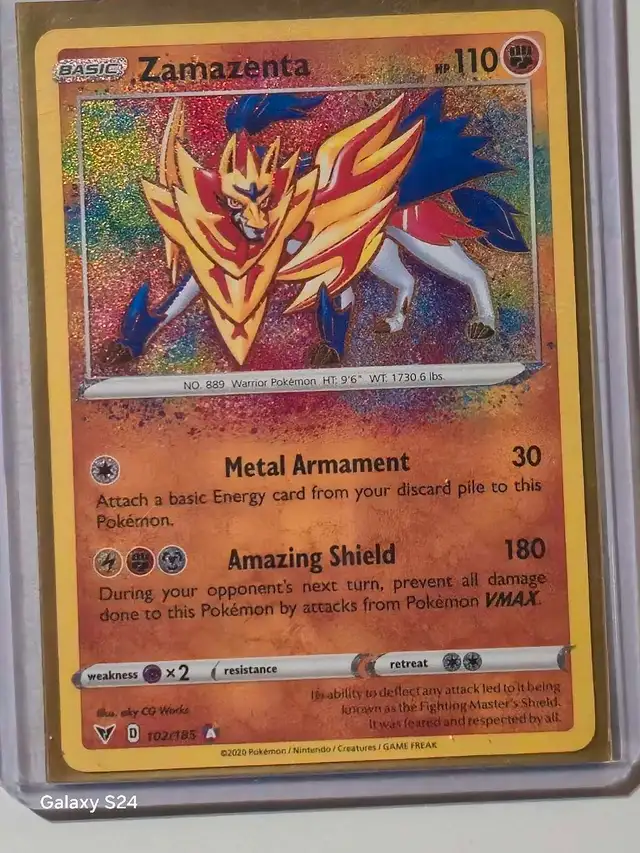 BASIC Zamazenta HP 110
NO. 889 Warrior Pokémon HT: 9'6" WT: 1730.6 lbs.
Metal Armament 30
Attach a basic Energy card from your discard pile to this
Pokémon.
Amazing Shield 180
During your opponent's next turn, prevent all damage
done to this Pokémon by attacks from Pokémon VMAX.
weakness ×2 resistance retreat
Illus. sky CG Works
Its ability to deflect any attack led to it being
known as the Fighting Master's Shield.
It was feared and respected by all.
D 102/185 A
©2020 Pokémon / Nintendo / Creatures / GAME FREAK
Galaxy S24